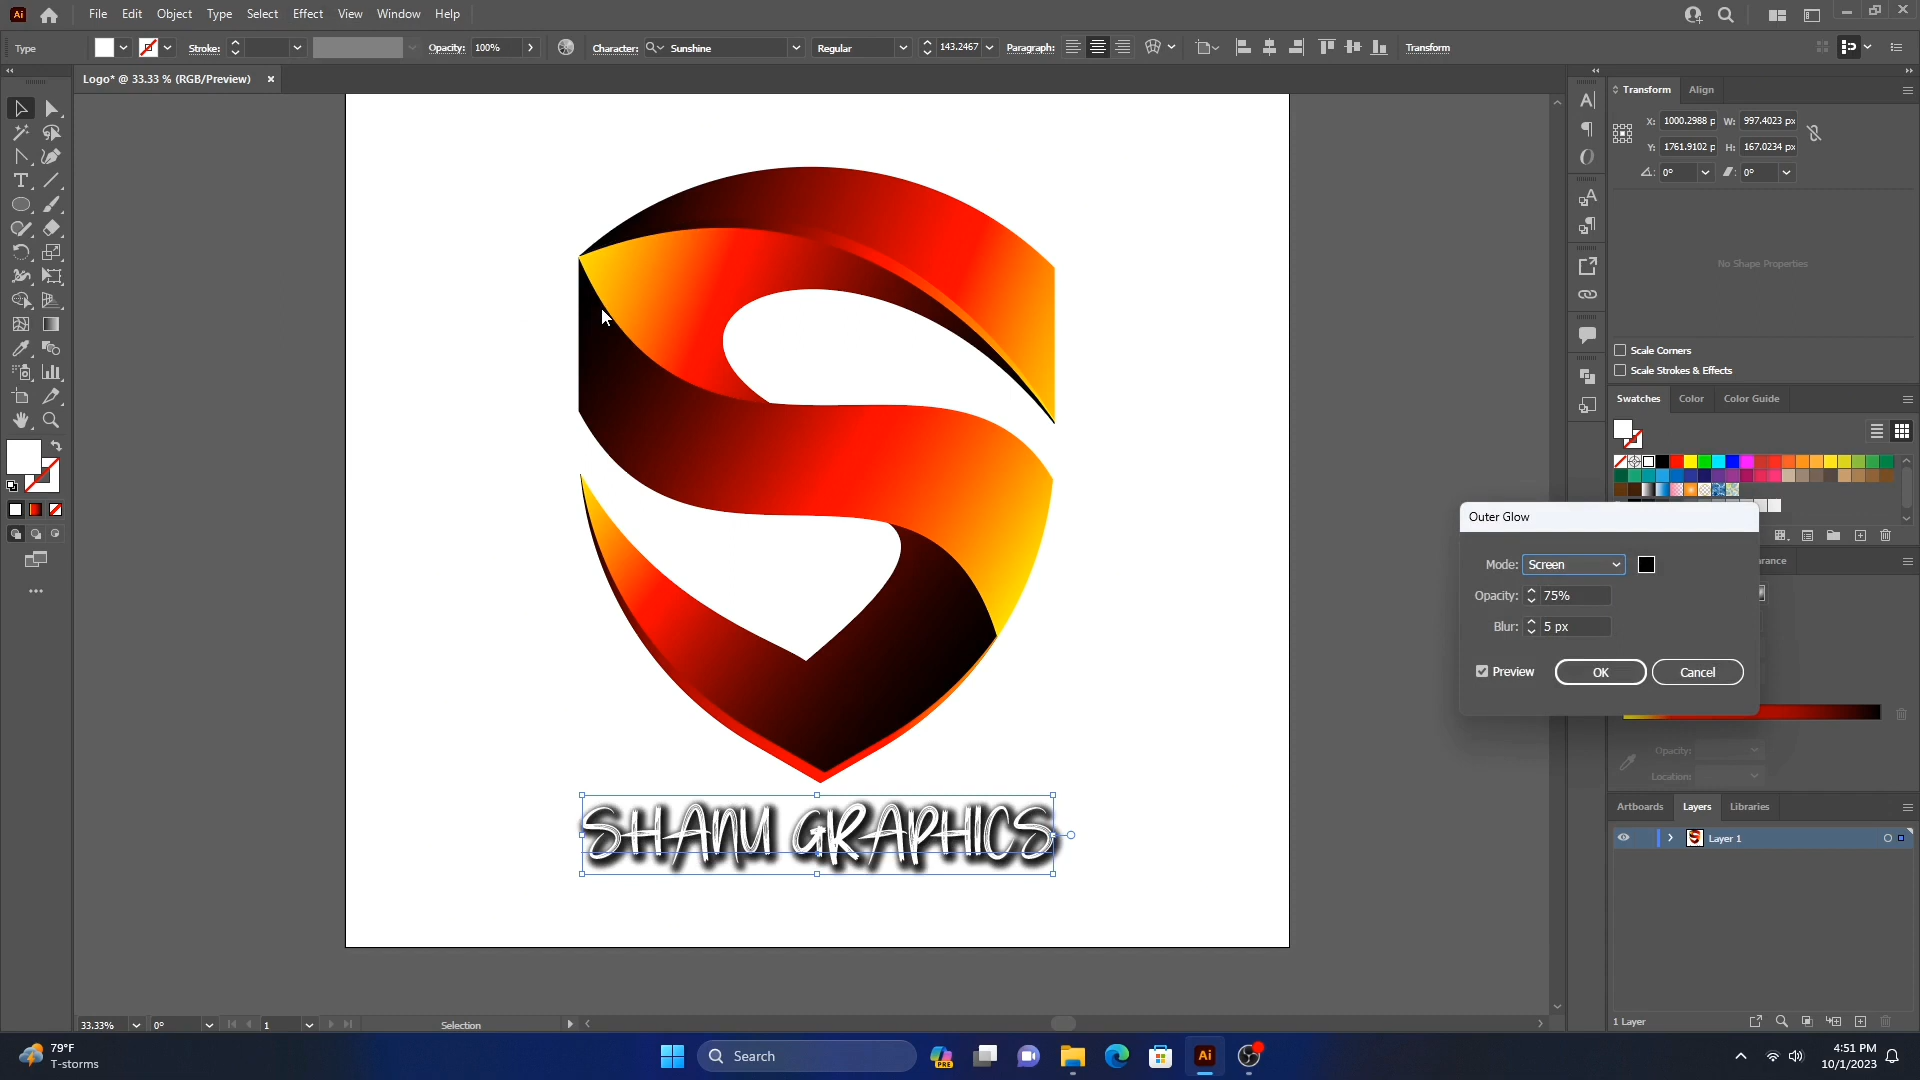 Ai File Edit Object Type Select Effect View Window Help
Type Stroke: Opacity: 100% Character: Sunshine Regular 143.2467 Paragraph: Transform
Logo* @ 33.33 % (RGB/Preview) ×
Transform Align
X: 1000.2988 p W: 997.4023 px
Y: 1761.9102 p H: 167.0234 px
0° 0°
No Shape Properties
Scale Corners
Scale Strokes & Effects
Swatches Color Color Guide
Outer Glow
Mode: Screen
Opacity: 75%
Blur: 5 px
Preview OK Cancel
Opacity:
Location:
SHANU GRAPHICS
Artboards Layers Libraries
Layer 1
1 Layer
33.33% 0° 1 Selection
79°F
T-storms
Search
PRE
Ai
4:51 PM
10/1/2023